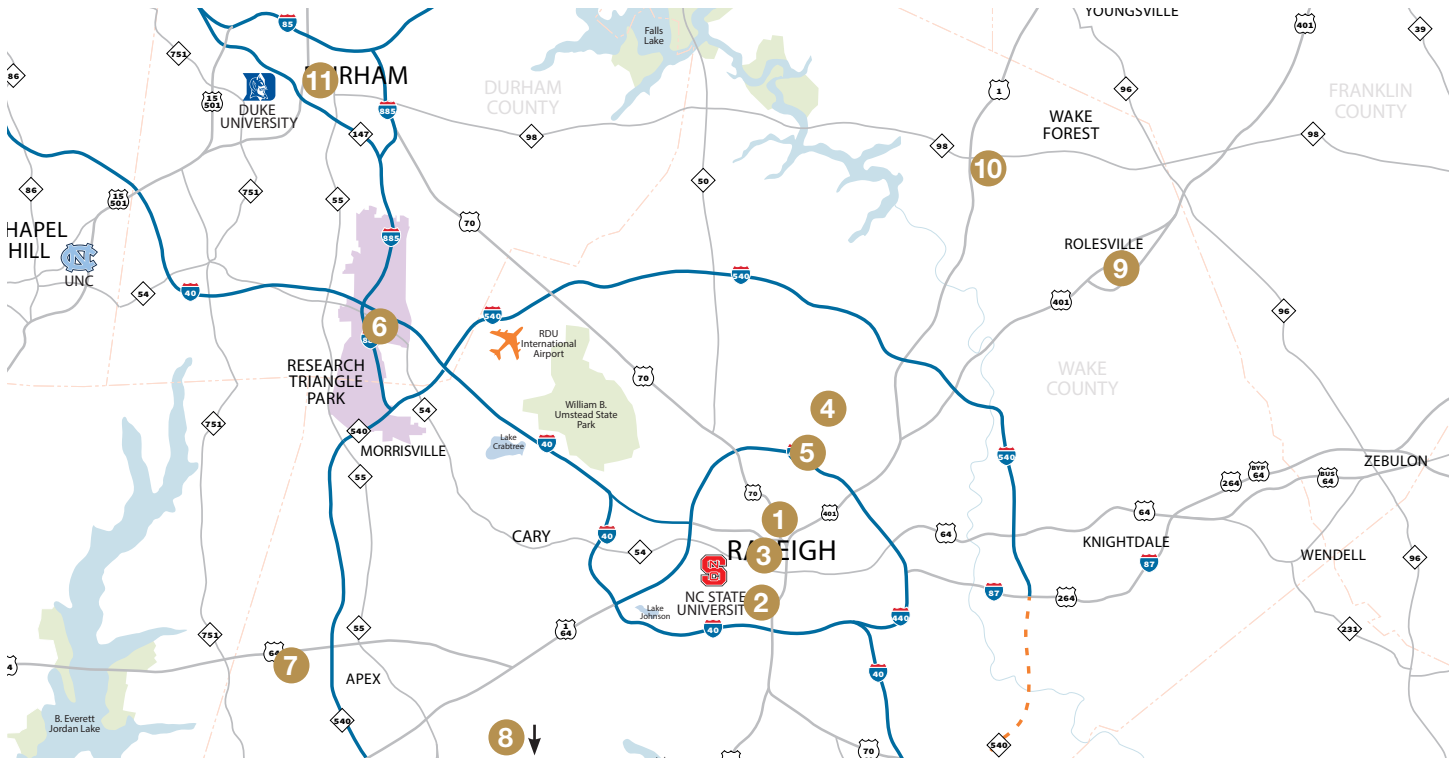 YOUNGSVILLE
85
401
39
Falls
Lake
751
86
11
DURHAM
DURHAM
COUNTY
1
96
FRANKLIN
COUNTY
15
501
DUKE
UNIVERSITY
885
147
98
98
WAKE
FOREST
98
10
86
15
501
751
55
50
70
885
HAPEL
HILL
UNC
ROLESVILLE
9
54
40
540
401
96
6
540
RDU
International
Airport
RESEARCH
TRIANGLE
PARK
70
WAKE
COUNTY
54
William B.
Umstead State
Park
4
751
540
MORRISVILLE
Lake
Crabtree
40
5
540
ZEBULON
55
264
BYP
64
BUS
64
70
1
401
64
CARY
40
54
3
RALEIGH
64
KNIGHTDALE
87
WENDELL
96
S
NC STATE
UNIVERSITY
2
87
264
Lake
Johnson
440
751
55
1
64
40
231
64
7
40
APEX
B. Everett
Jordan Lake
540
8
70
540